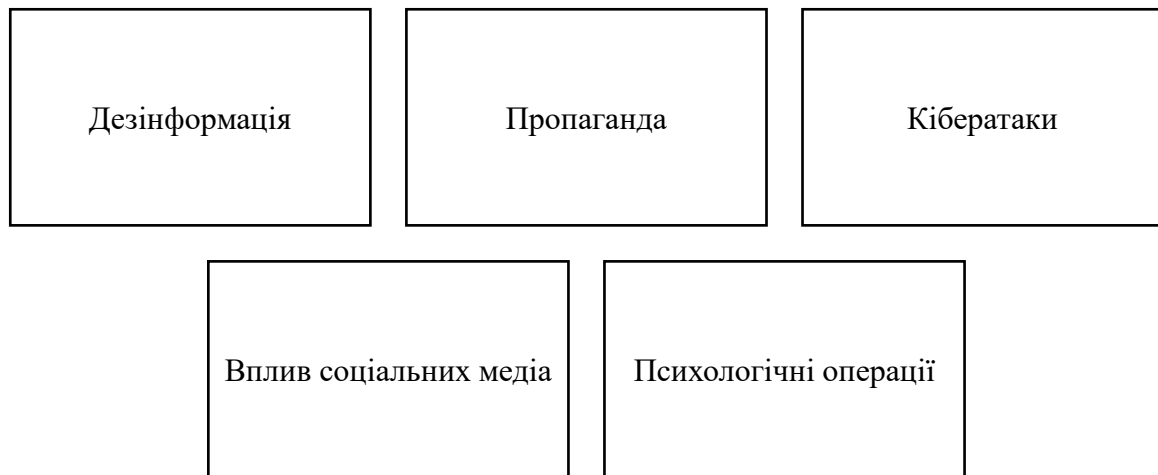 Дезінформація
Пропаганда
Кібератаки
Вплив соціальних медіа
Психологічні операції